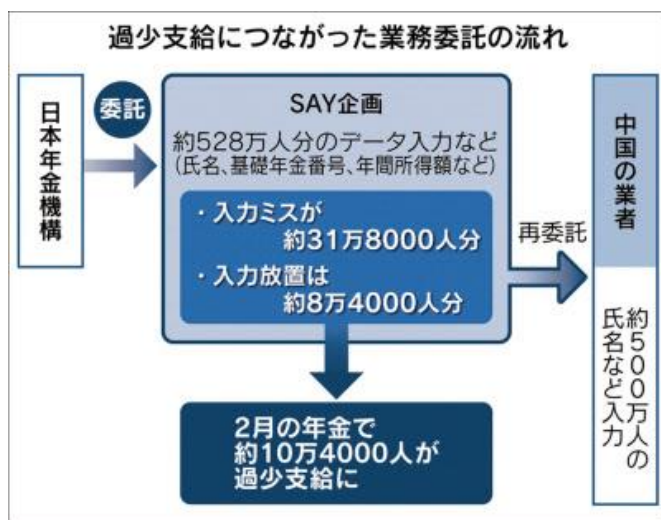 過少支給につながった業務委託の流れ
日本年金機構
委託
SAY企画
約528万人分のデータ入力など
(氏名、基礎年金番号、年間所得額など)
・入力ミスが
約31万8000人分
・入力放置は
約8万4000人分
再委託
中国の業者
約500万人の
氏名など入力
2月の年金で
約10万4000人が
過少支給に